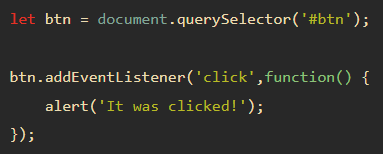 let btn = document.querySelector('#btn');

btn.addEventListener('click',function() {
    alert('It was clicked!');
});